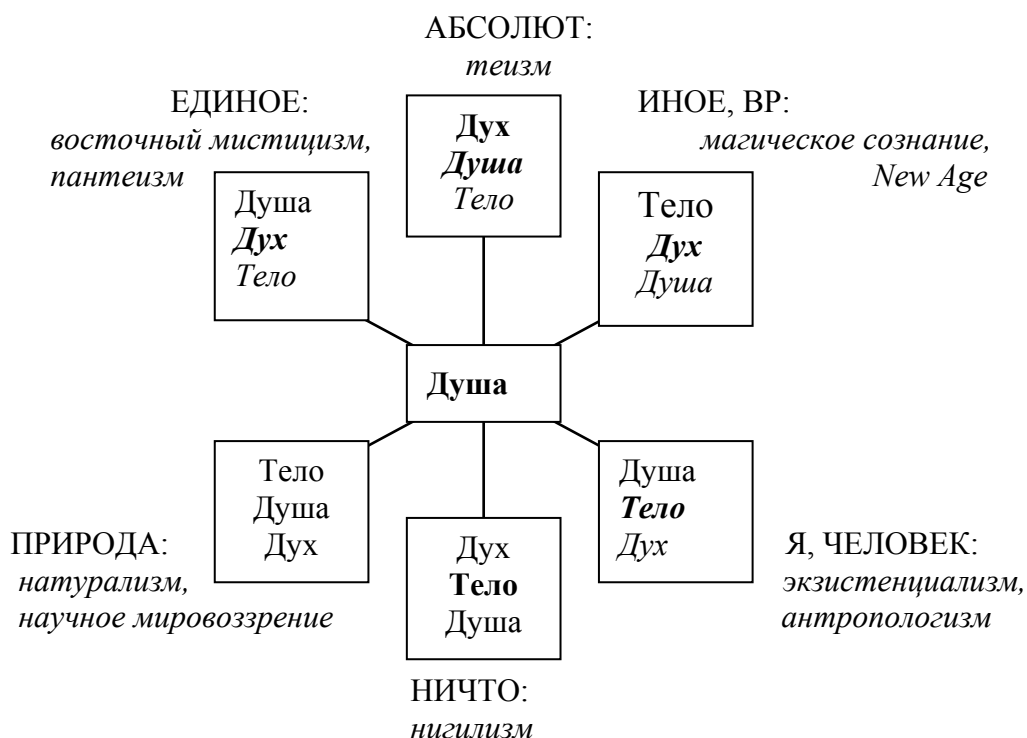 АБСОЛЮТ:
теизм
Дух
Душа
Тело
ЕДИНОЕ:
восточный мистицизм,
пантеизм
Душа
Дух
Тело
ИНОЕ, ВР:
магическое сознание,
New Age
Тело
Дух
Душа
Душа
Тело
Душа
Дух
ПРИРОДА:
натурализм,
научное мировоззрение
Дух
Тело
Душа
НИЧТО:
нигилизм
Душа
Тело
Дух
Я, ЧЕЛОВЕК:
экзистенциализм,
антропологизм